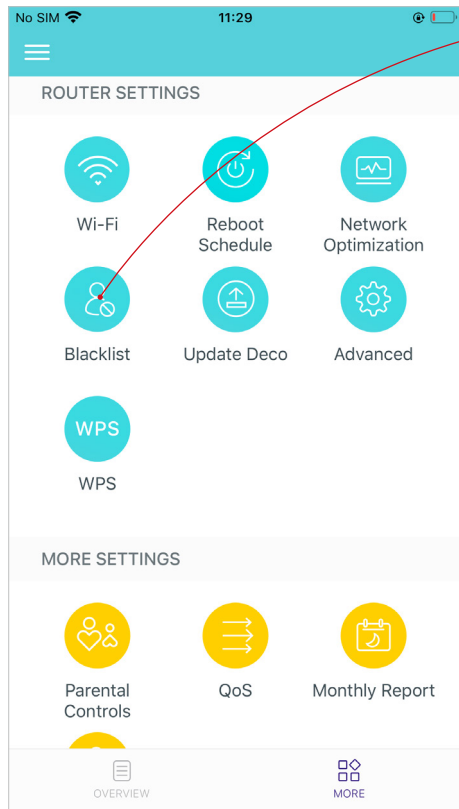 No SIM 11:29
ROUTER SETTINGS
Wi-Fi Reboot Schedule Network Optimization
Blacklist Update Deco Advanced
WPS
WPS
MORE SETTINGS
Parental Controls QoS Monthly Report
OVERVIEW MORE